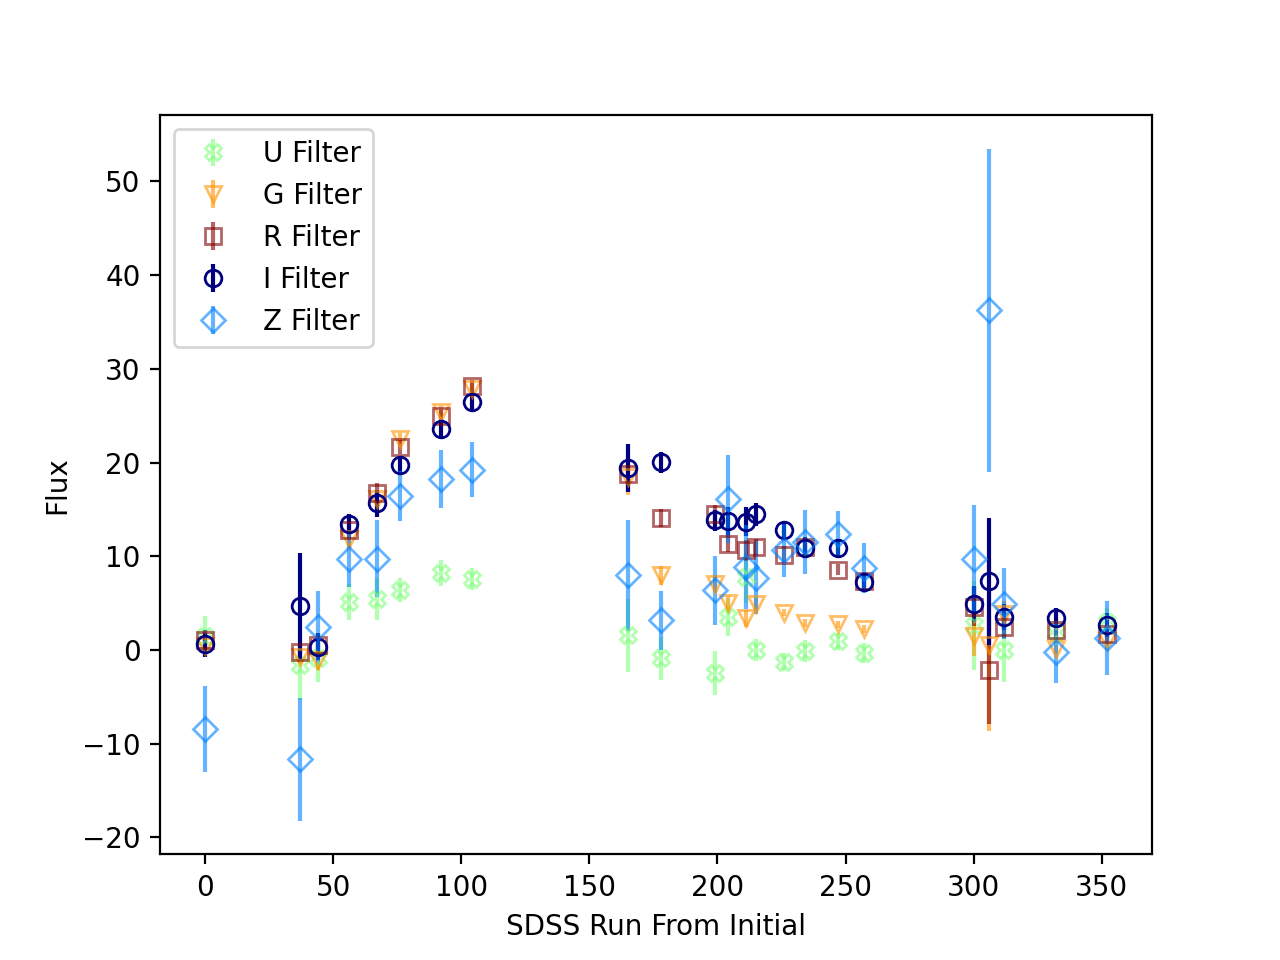 U Filter
G Filter
R Filter
I Filter
Z Filter
50
40
30
20
10
0
−10
−20
Flux
0 50 100 150 200 250 300 350
SDSS Run From Initial